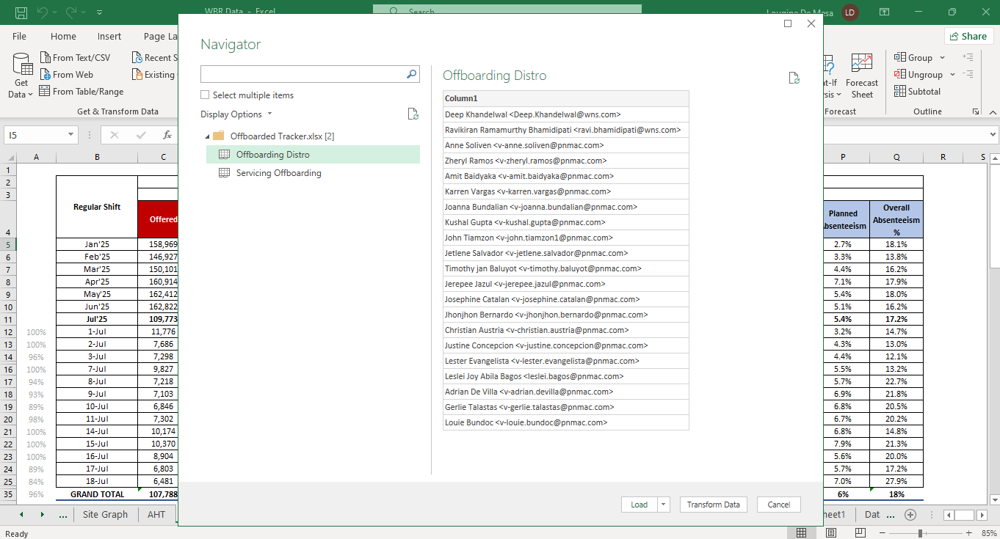 WBR Data - Excel
Search
Lougine De Mesa
LD
File
Home
Insert
Page La
Share
Get
Data
From Text/CSV
From Web
From Table/Range
Recent S
Existing
Get & Transform Data
at-If
sis
Forecast
Sheet
Forecast
Group
Ungroup
Subtotal
Outline
I5
fx
Navigator
Select multiple items
Display Options
Offboarded Tracker.xlsx [2]
Offboarding Distro
Servicing Offboarding
Offboarding Distro
Column1
Deep Khandelwal <Deep.Khandelwal@wns.com>
Ravikiran Ramamurthy Bhamidipati <ravi.bhamidipati@wns.com>
Anne Soliven <v-anne.soliven@pnmac.com>
Zheryl Ramos <v-zheryl.ramos@pnmac.com>
Amit Baidyaka <v-amit.baidyaka@pnmac.com>
Karren Vargas <v-karren.vargas@pnmac.com>
Joanna Bundalian <v-joanna.bundalian@pnmac.com>
Kushal Gupta <v-kushal.gupta@pnmac.com>
John Tiamzon <v-john.tiamzon1@pnmac.com>
Jetlene Salvador <v-jetlene.salvador@pnmac.com>
Timothy jan Baluyot <v-timothy.baluyot@pnmac.com>
Jerepee Jazul <v-jerepee.jazul@pnmac.com>
Josephine Catalan <v-josephine.catalan@pnmac.com>
Jhonjhon Bernardo <v-jhonjhon.bernardo@pnmac.com>
Christian Austria <v-christian.austria@pnmac.com>
Justine Concepcion <v-justine.concepcion@pnmac.com>
Lester Evangelista <v-lester.evangelista@pnmac.com>
Leslei Joy Abila Bagos <leslei.bagos@pnmac.com>
Adrian De Villa <v-adrian.devilla@pnmac.com>
Gerlie Talastas <v-gerlie.talastas@pnmac.com>
Louie Bundoc <v-louie.bundoc@pnmac.com>
Load
Transform Data
Cancel
A B C P Q R S
1
2
3
Regular Shift
Offered
Planned
bsenteeism
Overall
Absenteeism
%
4
5 Jan'25 158,969 2.7% 18.1%
6 Feb'25 146,927 3.3% 13.8%
7 Mar'25 150,101 4.4% 16.2%
8 Apr'25 160,914 7.1% 17.9%
9 May'25 162,412 5.4% 18.0%
10 Jun'25 162,822 5.1% 16.2%
11 Jul'25 109,773 5.4% 17.2%
12 100% 1-Jul 11,776 3.2% 14.7%
13 100% 2-Jul 7,686 4.3% 13.0%
14 96% 3-Jul 7,298 4.4% 12.1%
16 100% 7-Jul 9,827 5.5% 13.2%
17 94% 8-Jul 7,218 5.7% 22.7%
18 93% 9-Jul 7,103 6.9% 21.8%
19 89% 10-Jul 6,846 6.8% 20.5%
20 98% 11-Jul 7,302 6.7% 20.2%
21 100% 14-Jul 10,174 6.8% 14.8%
22 100% 15-Jul 10,370 7.9% 21.3%
23 100% 16-Jul 8,904 5.6% 20.0%
24 89% 17-Jul 6,803 5.7% 17.2%
25 84% 18-Jul 6,481 7.0% 27.9%
35 96% GRAND TOTAL 107,788 6% 18%
...
Site Graph
AHT
heet1
Dat ...
Ready
85%